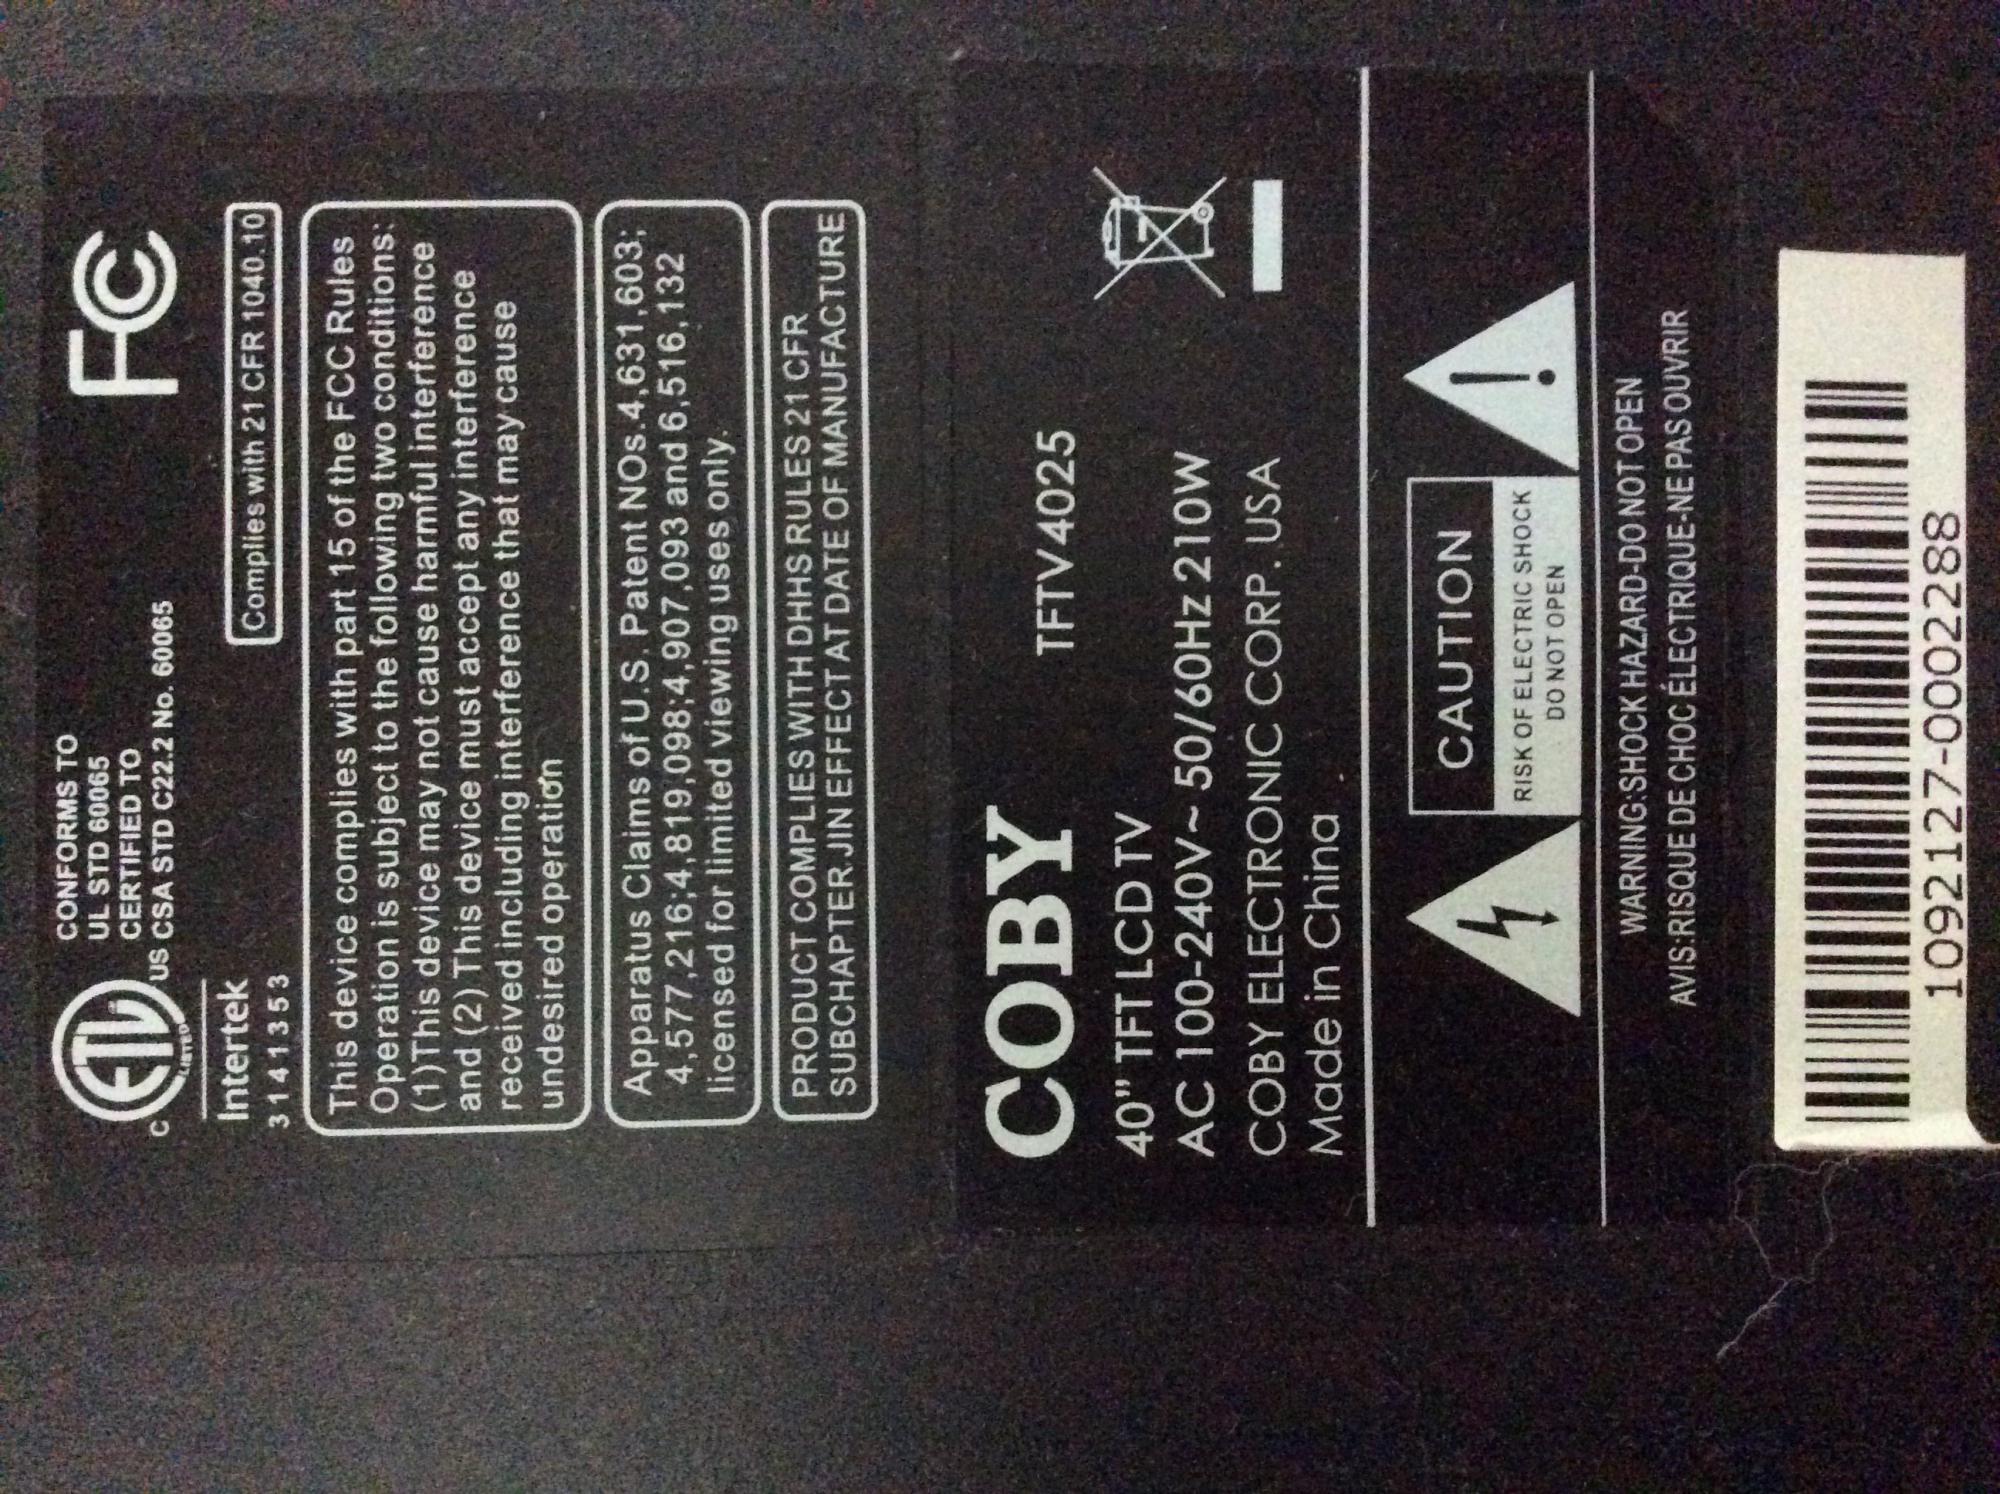 CONFORMS TO
UL STD 60065
CERTIFIED TO
CSA STD C22.2 No. 60065
C ETL US
LISTED
Intertek
3141353
FC
Complies with 21 CFR 1040.10
This device complies with part 15 of the FCC Rules
Operation is subject to the following two conditions:
(1)This device may not cause harmful interference
and (2) This device must accept any interference
received including interference that may cause
undesired operation
Apparatus Claims of U.S. Patent NOs.4,631,603;
4,577,216;4,819,098;4,907,093 and 6,516,132
licensed for limited viewing uses only.
PRODUCT COMPLIES WITH DHHS RULES 21 CFR
SUBCHAPTERJIN EFFECT AT DATE OF MANUFACTURE
COBY TFTV4025
40" TFT LCD TV
AC 100-240V~ 50/60Hz 210W
COBY ELECTRONIC CORP. USA
Made in China
CAUTION
RISK OF ELECTRIC SHOCK
DO NOT OPEN
WARNING:SHOCK HAZARD-DO NOT OPEN
AVIS:RISQUE DE CHOC ÉLECTRIQUE-NE PAS OUVRIR
1092127-0002288